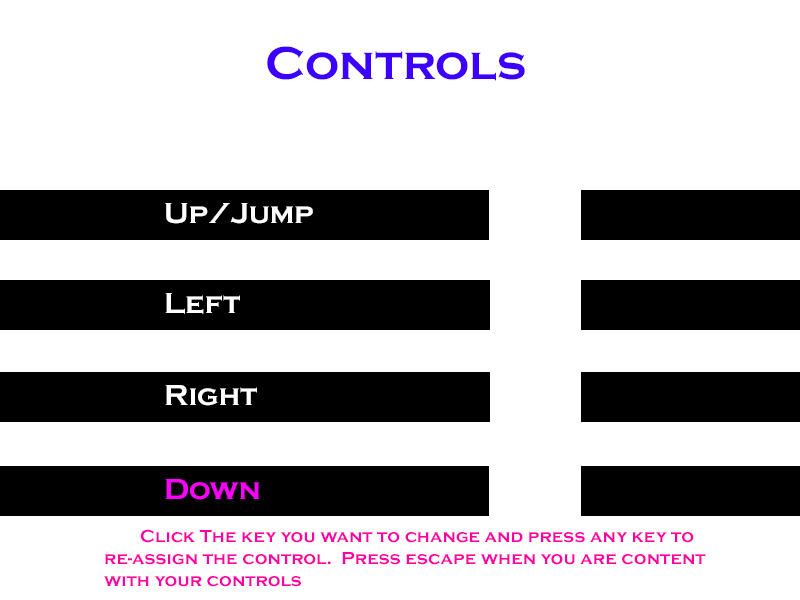 Controls
Up/Jump
Left
Right
Down
Click The key you want to change and press any key to
re-assign the control. Press escape when you are content
with your controls